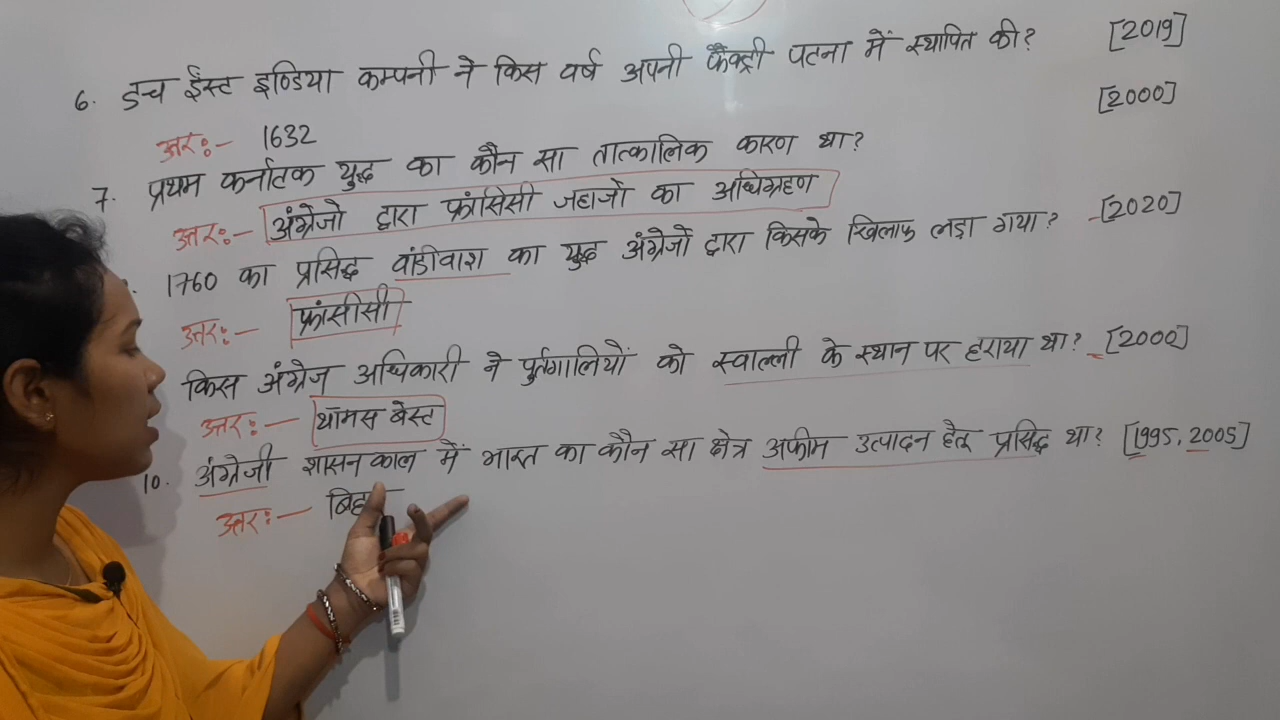 6. डच ईस्ट इण्डिया कम्पनी ने किस वर्ष अपनी फैक्ट्री पटना में स्थापित की? [2019]
उत्तर:- 1632
7. प्रथम कर्नाटक युद्ध का कौन सा तात्कालिक कारण था? [2000]
उत्तर:- अंग्रेजो द्वारा फ्रांसिसी जहाजो का अधिग्रहण
1760 का प्रसिद्ध वांडीवाश का युद्ध अंग्रेजो द्वारा किसके खिलाफ लड़ा गया? [2020]
उत्तर:- फ्रांसीसी
किस अंग्रेज अधिकारी ने पुर्तगालियों को स्वाल्ली के स्थान पर हराया था? [2000]
उत्तर:- थॉमस बेस्ट
10. अंग्रेजी शासन काल में भारत का कौन सा क्षेत्र अफीम उत्पादन हेतु प्रसिद्ध था? [1995, 2005]
उत्तर:-